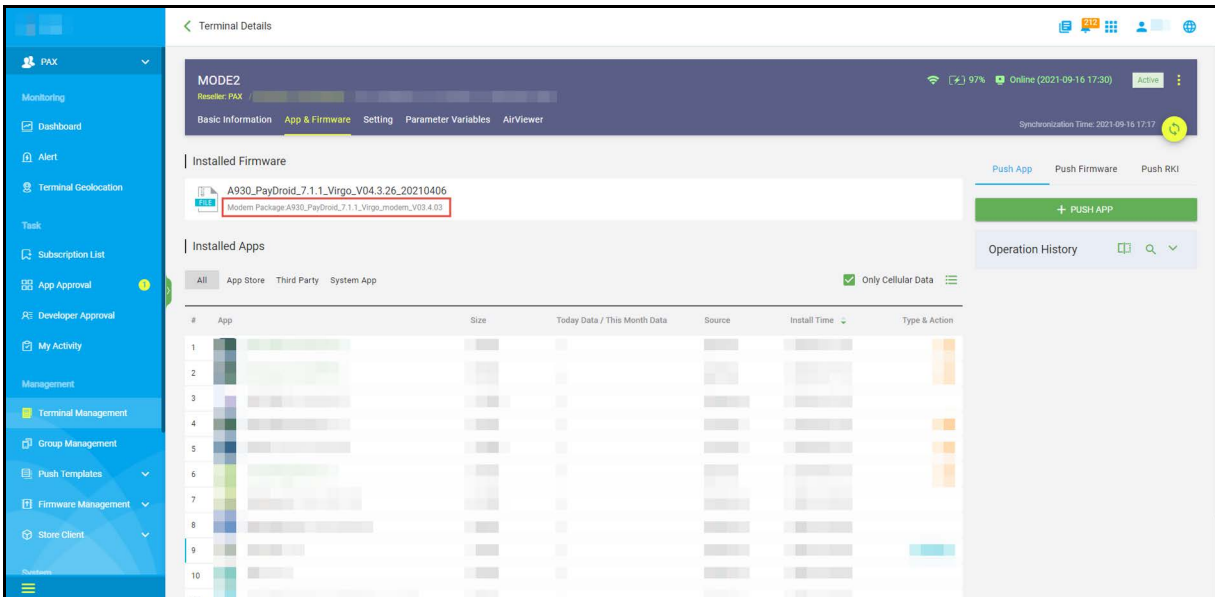 Terminal Details
212
PAX
Monitoring
Dashboard
Alert
Terminal Geolocation
Task
Subscription List
App Approval
1
Developer Approval
My Activity
Management
Terminal Management
Group Management
Push Templates
Firmware Management
Store Client
System
MODE2
97%
Online (2021-09-16 17:30)
Active
Reseller: PAX /
Basic Information
App & Firmware
Setting
Parameter Variables
AirViewer
Synchronization Time: 2021-09-16 17:17
Installed Firmware
FILE
A930_PayDroid_7.1.1_Virgo_V04.3.26_20210406
Modem Package:A930_PayDroid_7.1.1_Virgo_modem_V03.4.03
Installed Apps
All
App Store
Third Party
System App
Only Cellular Data
# App Size Today Data / This Month Data Source Install Time Type & Action
1
2
3
4
5
6
7
8
9
10
Push App
Push Firmware
Push RKI
+ PUSH APP
Operation History